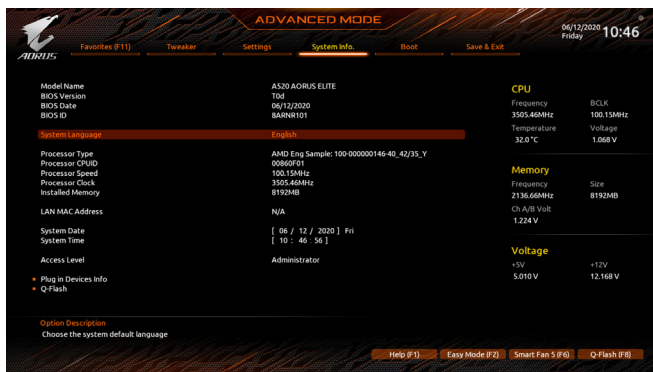 ADVANCED MODE
06/12/2020
Friday
10:46
AORUS
Favorites (F11) Tweaker Settings System Info. Boot Save & Exit
Model Name A520 AORUS ELITE
BIOS Version T0d
BIOS Date 06/12/2020
BIOS ID 8ARNR101
System Language English
Processor Type AMD Eng Sample: 100-000000146-40_42/35_Y
Processor CPUID 00860F01
Processor Speed 100.15MHz
Processor Clock 3505.46MHz
Installed Memory 8192MB
LAN MAC Address N/A
System Date [ 06 / 12 / 2020 ] Fri
System Time [ 10 : 46 : 56 ]
Access Level Administrator
Plug in Devices Info
Q-Flash
CPU
Frequency BCLK
3505.46MHz 100.15MHz
Temperature Voltage
32.0 °C 1.068 V
Memory
Frequency Size
2136.66MHz 8192MB
Ch A/B Volt
1.224 V
Voltage
+5V +12V
5.010 V 12.168 V
Option Description
Choose the system default language
Help (F1) Easy Mode (F2) Smart Fan 5 (F6) Q-Flash (F8)